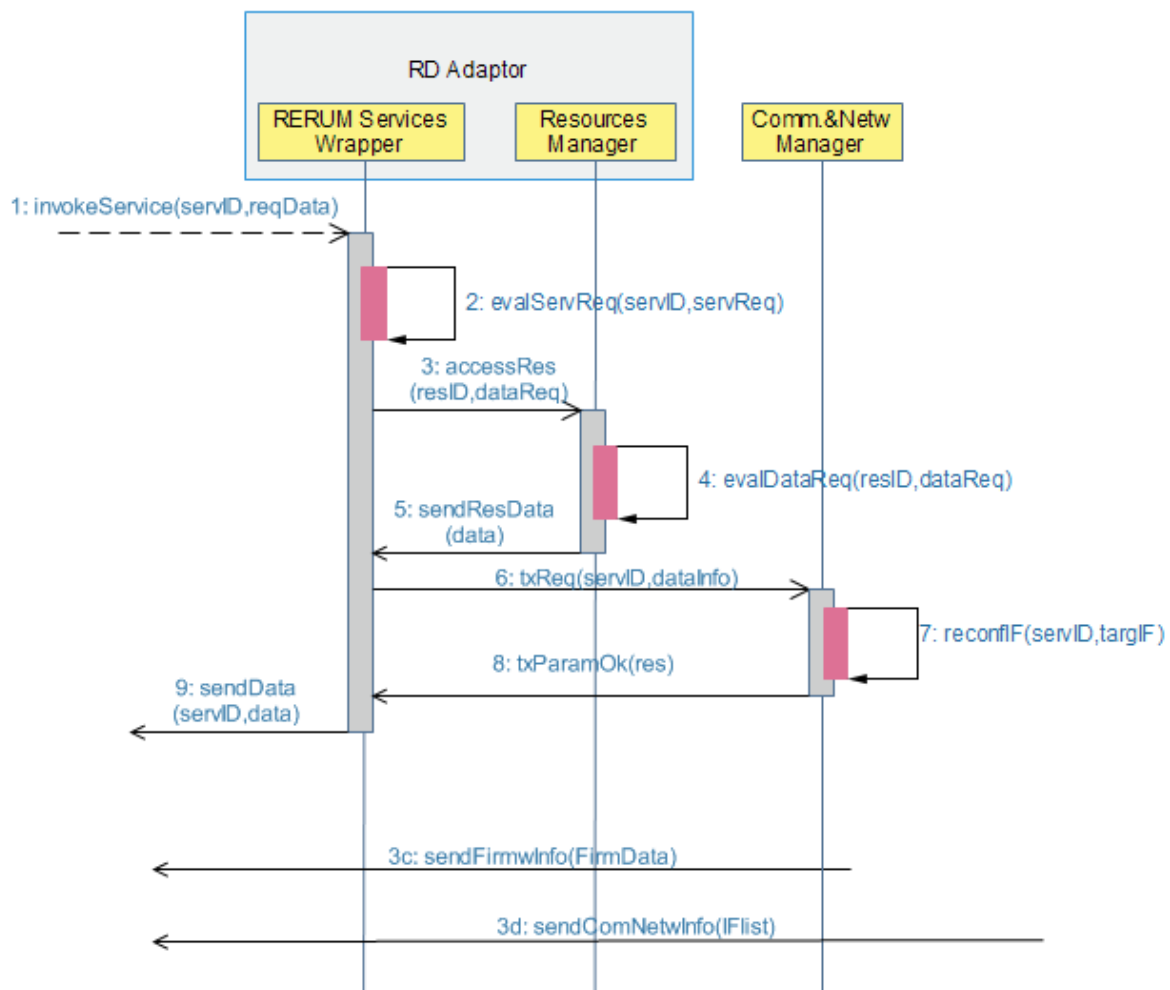 RD Adaptor
RERUM Services
Wrapper
Resources
Manager
Comm.&Netw
Manager
1: invokeService(servID,reqData)
2: evalServReq(servID,servReq)
3: accessRes
(resID,dataReq)
4: evalDataReq(resID,dataReq)
5: sendResData
(data)
6: txReq(servID,dataInfo)
7: reconfIF(servID,targIF)
8: txParamOk(res)
9: sendData
(servID,data)
3c: sendFirmwInfo(FirmData)
3d: sendComNetwInfo(IFlist)